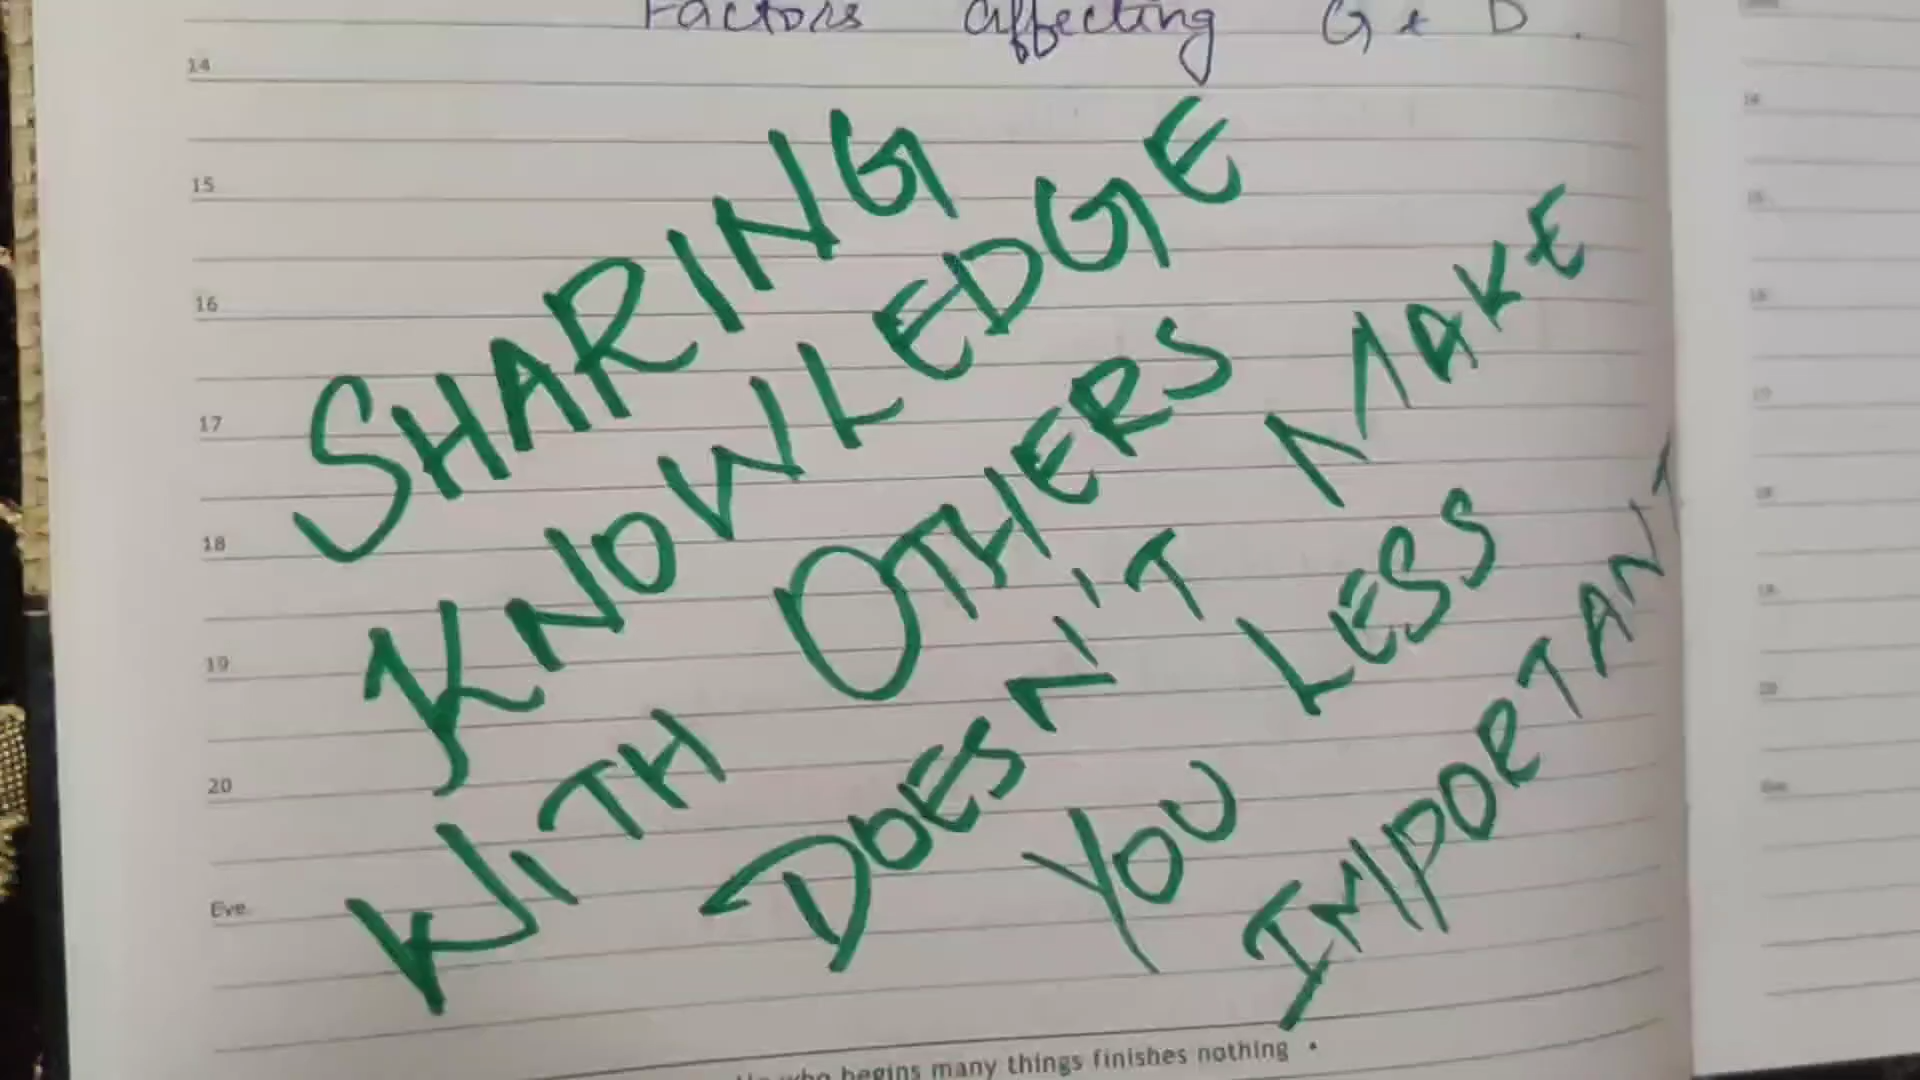 Factors affecting G & D.
14
15
16
17
18
19
20
Eve.
SHARING
KNOWLEDGE
WITH OTHERS
DOESN'T MAKE
YOU LESS
IMPORTANT
who begins many things finishes nothing •